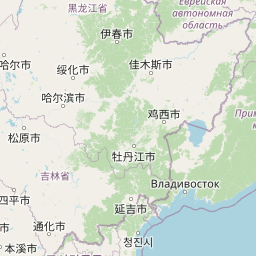 黑龙江省
Еврейская
автономная
область
伊春市
佳木斯市
哈尔市
绥化市
哈尔滨市
鸡西市
松原市
牡丹江市
吉林省
Владивосток
四平市
延吉市
通化市
청진시
本溪市